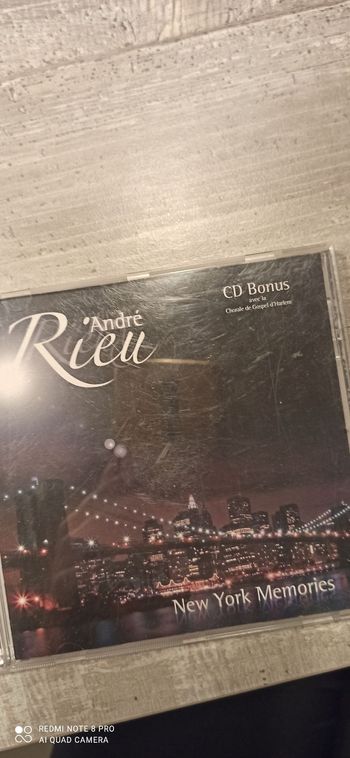 CD Bonus
avec la
Chorale de Gospel d'Harlem
André
Rieu
New York Memories
REDMI NOTE 8 PRO
AI QUAD CAMERA